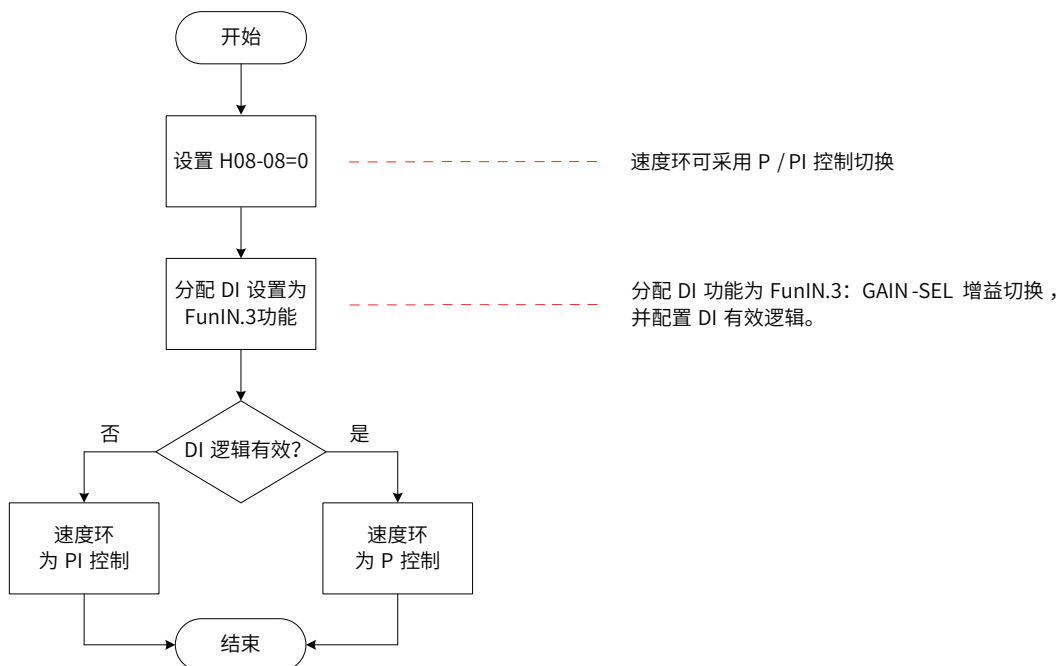 开始
设置 H08-08=0
速度环可采用 P / PI 控制切换
分配 DI 设置为
FunIN.3功能
分配 DI 功能为 FunIN.3：GAIN-SEL 增益切换，
并配置 DI 有效逻辑。
否
DI 逻辑有效？
是
速度环
为 PI 控制
速度环
为 P 控制
结束